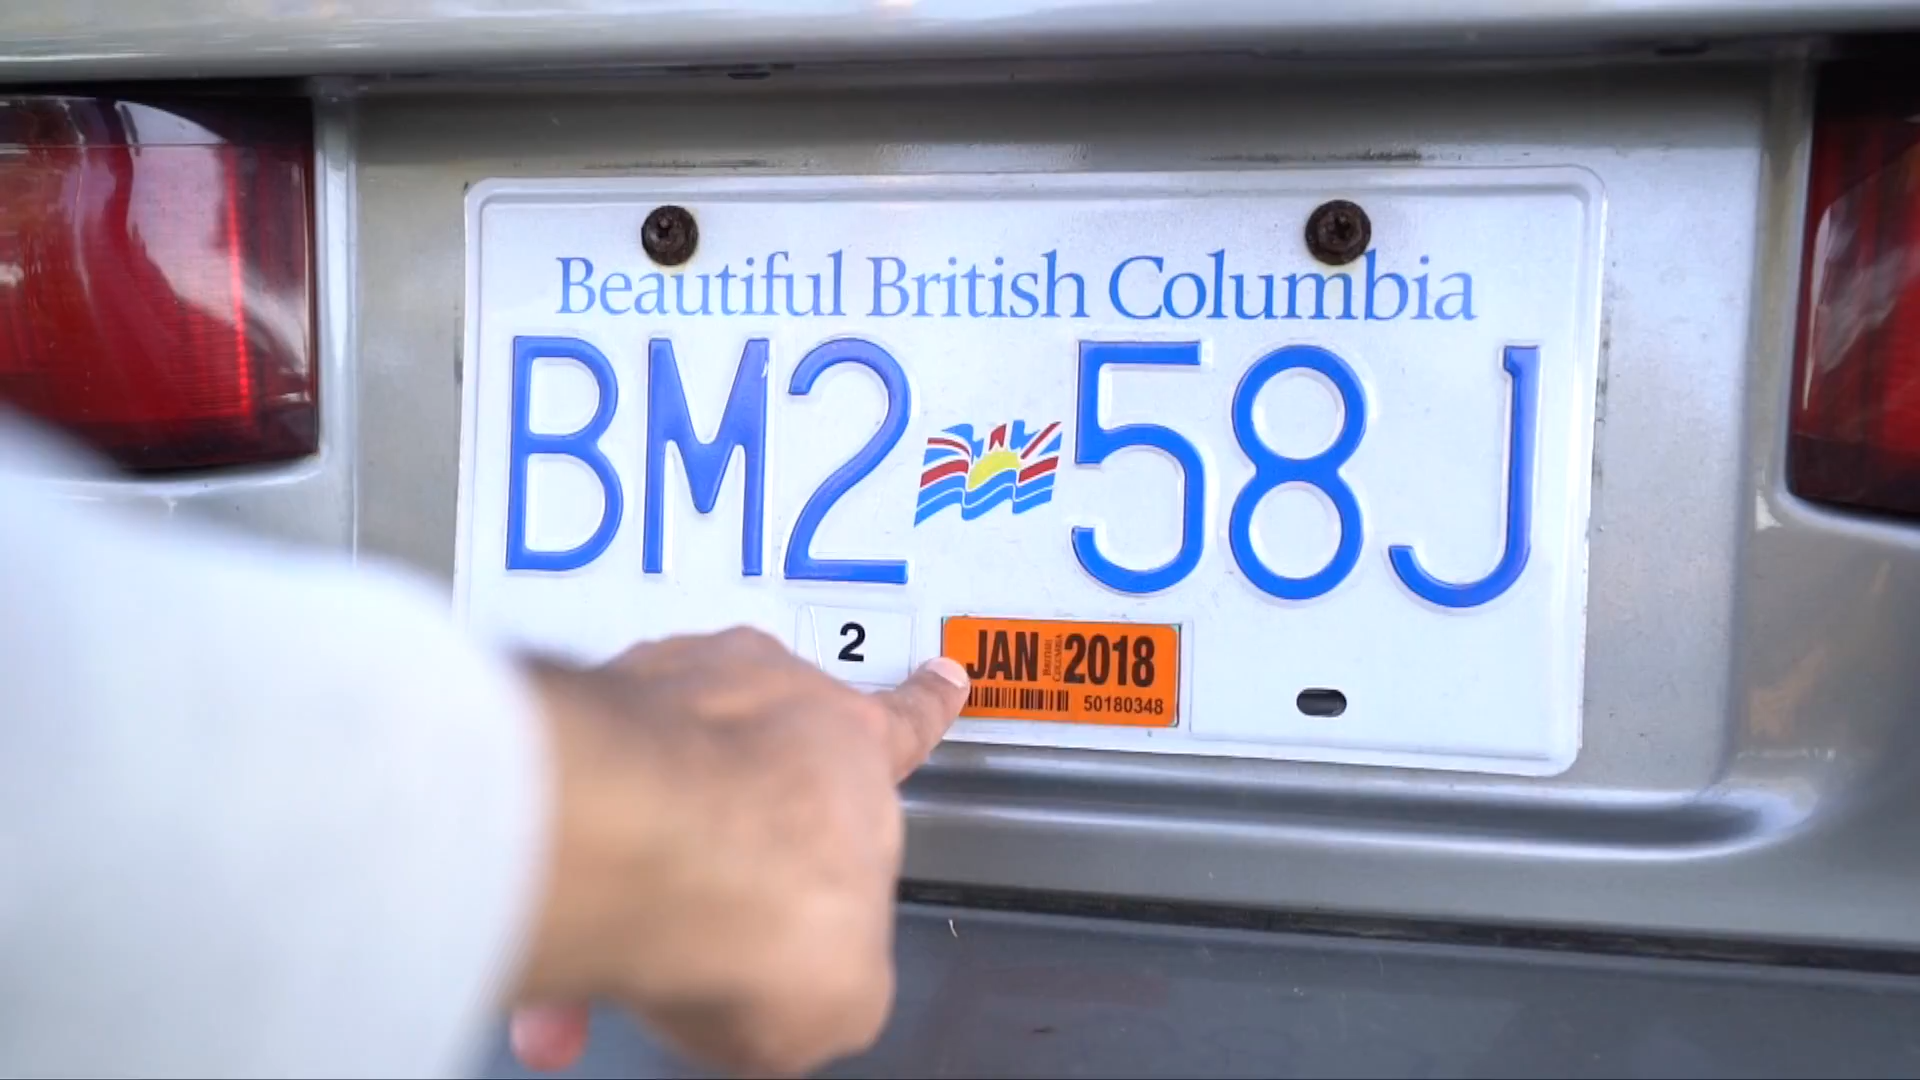 Beautiful British Columbia
BM2 58J
2
JAN BRITISH COLUMBIA 2018
50180348